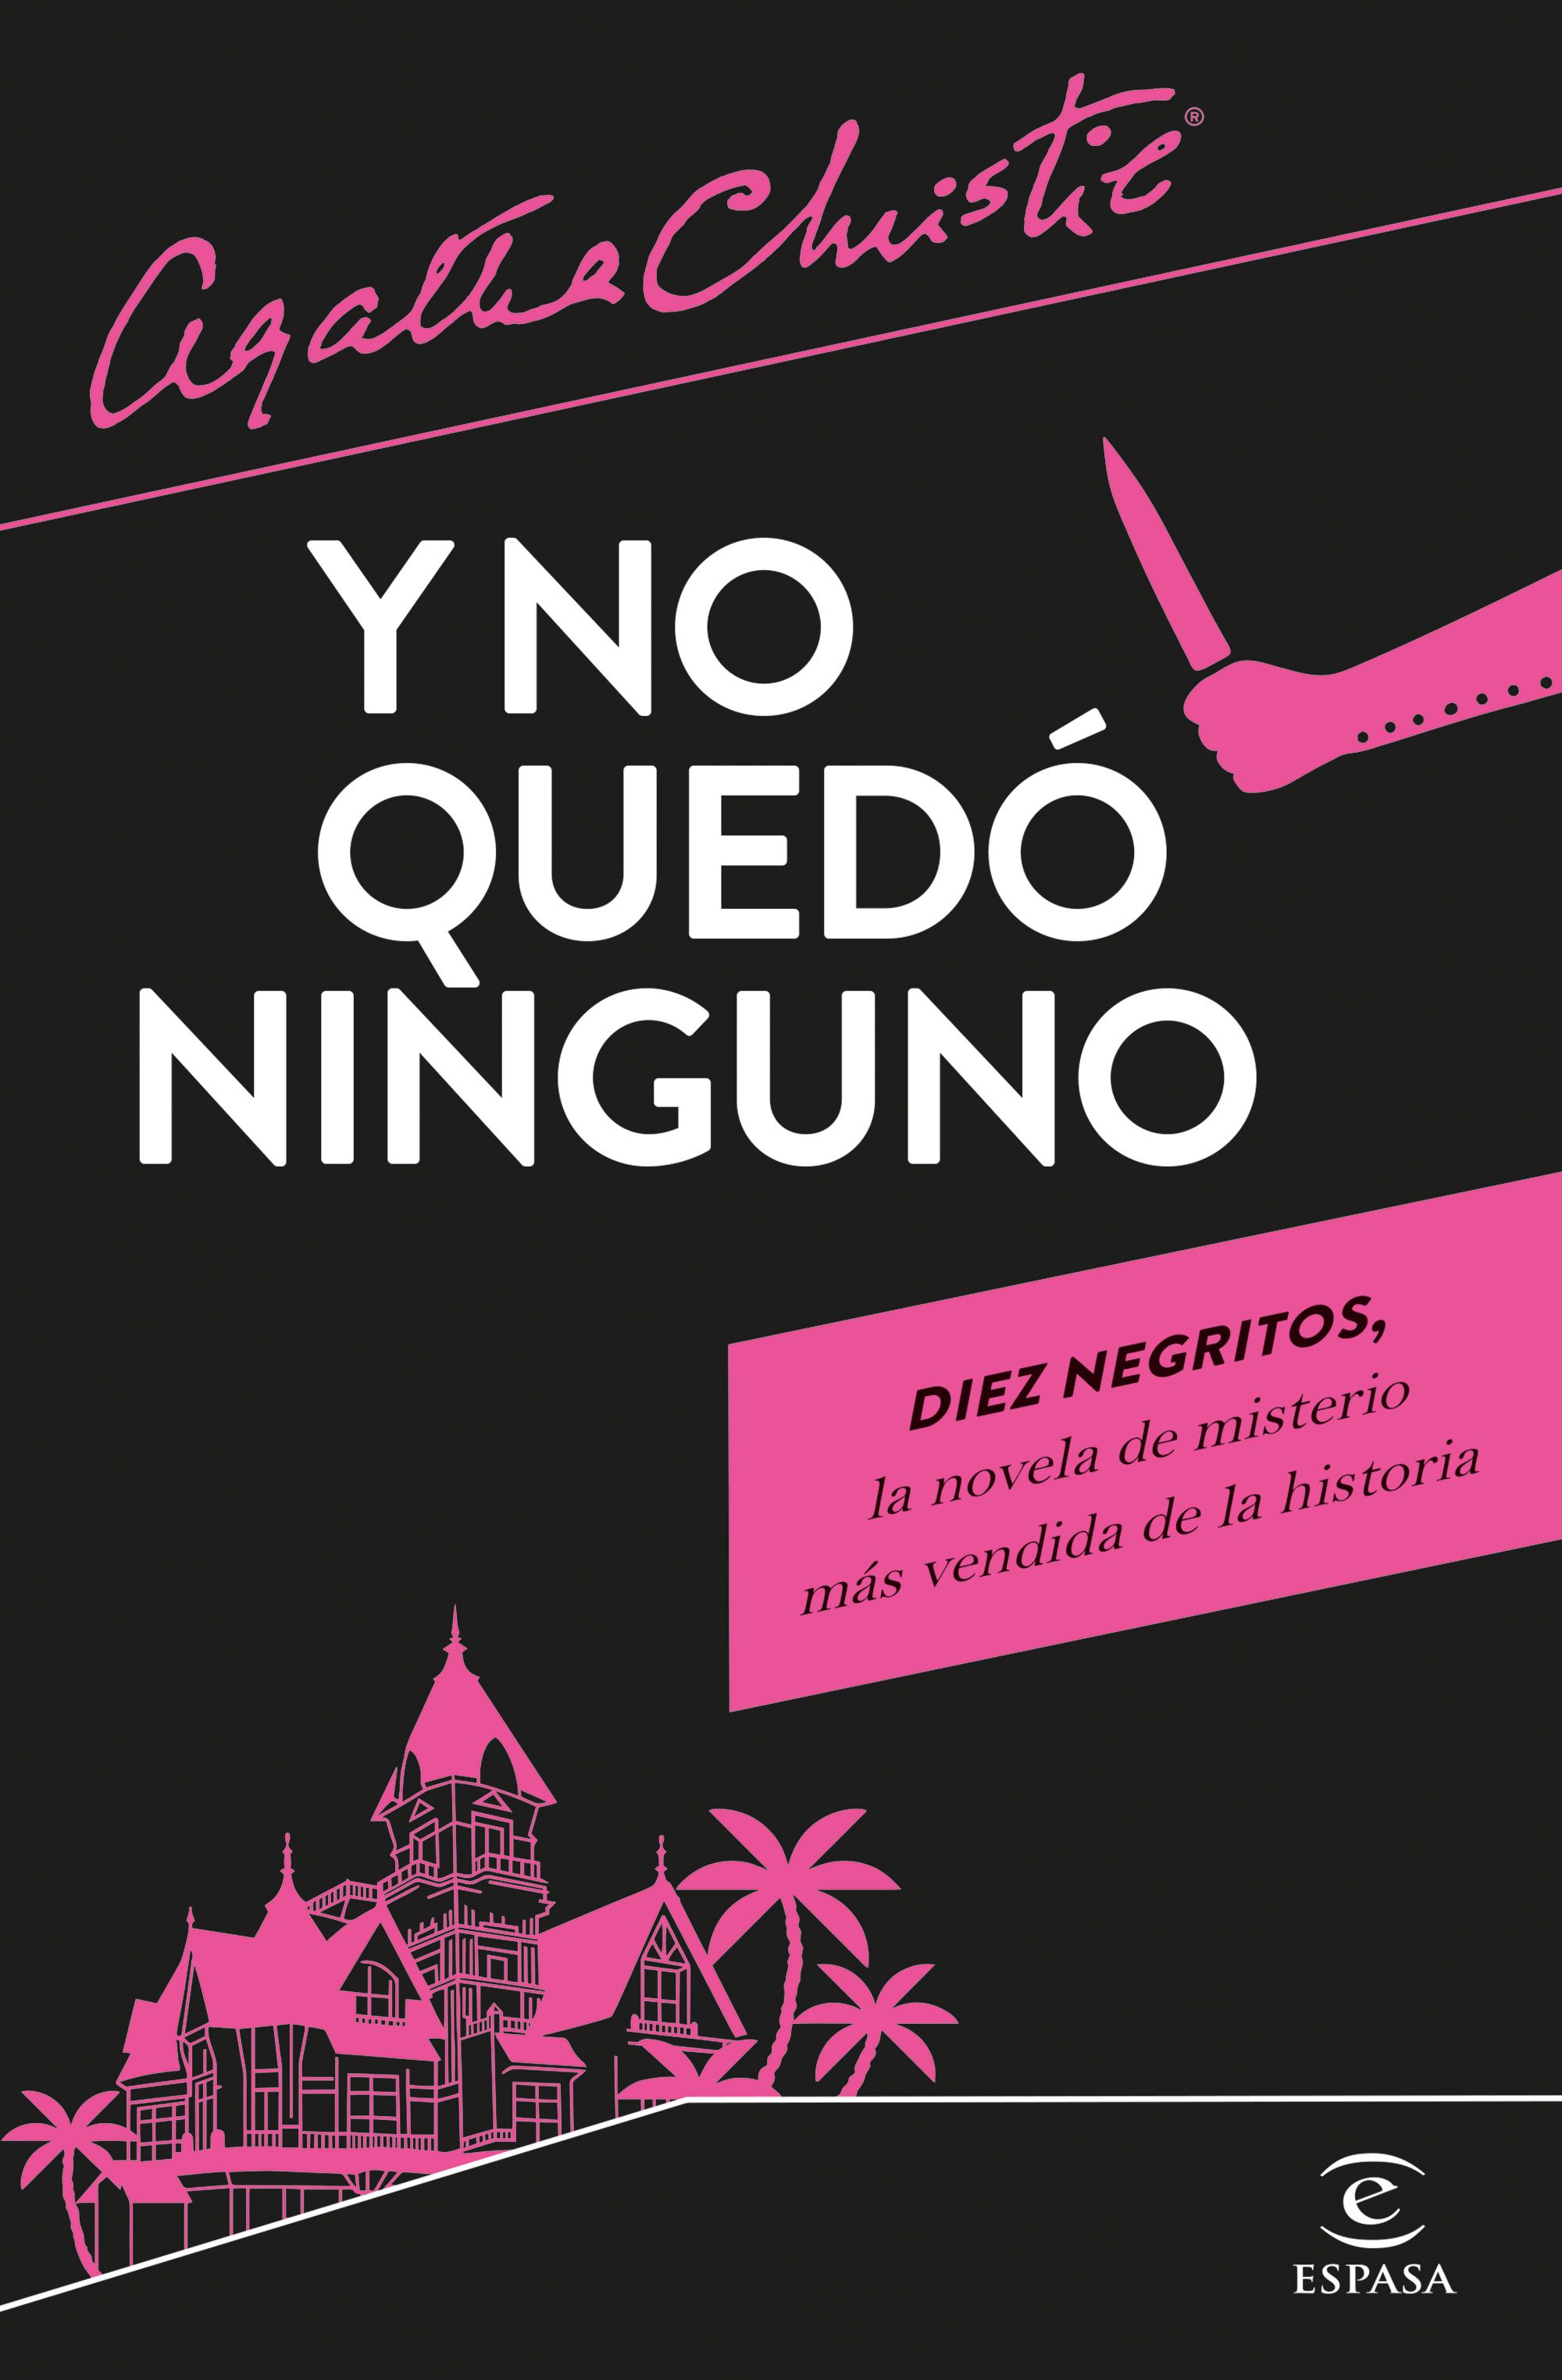 Agatha Christie®
Y NO
QUEDÓ
NINGUNO
DIEZ NEGRITOS,
la novela de misterio
más vendida de la historia
e
ESPASA